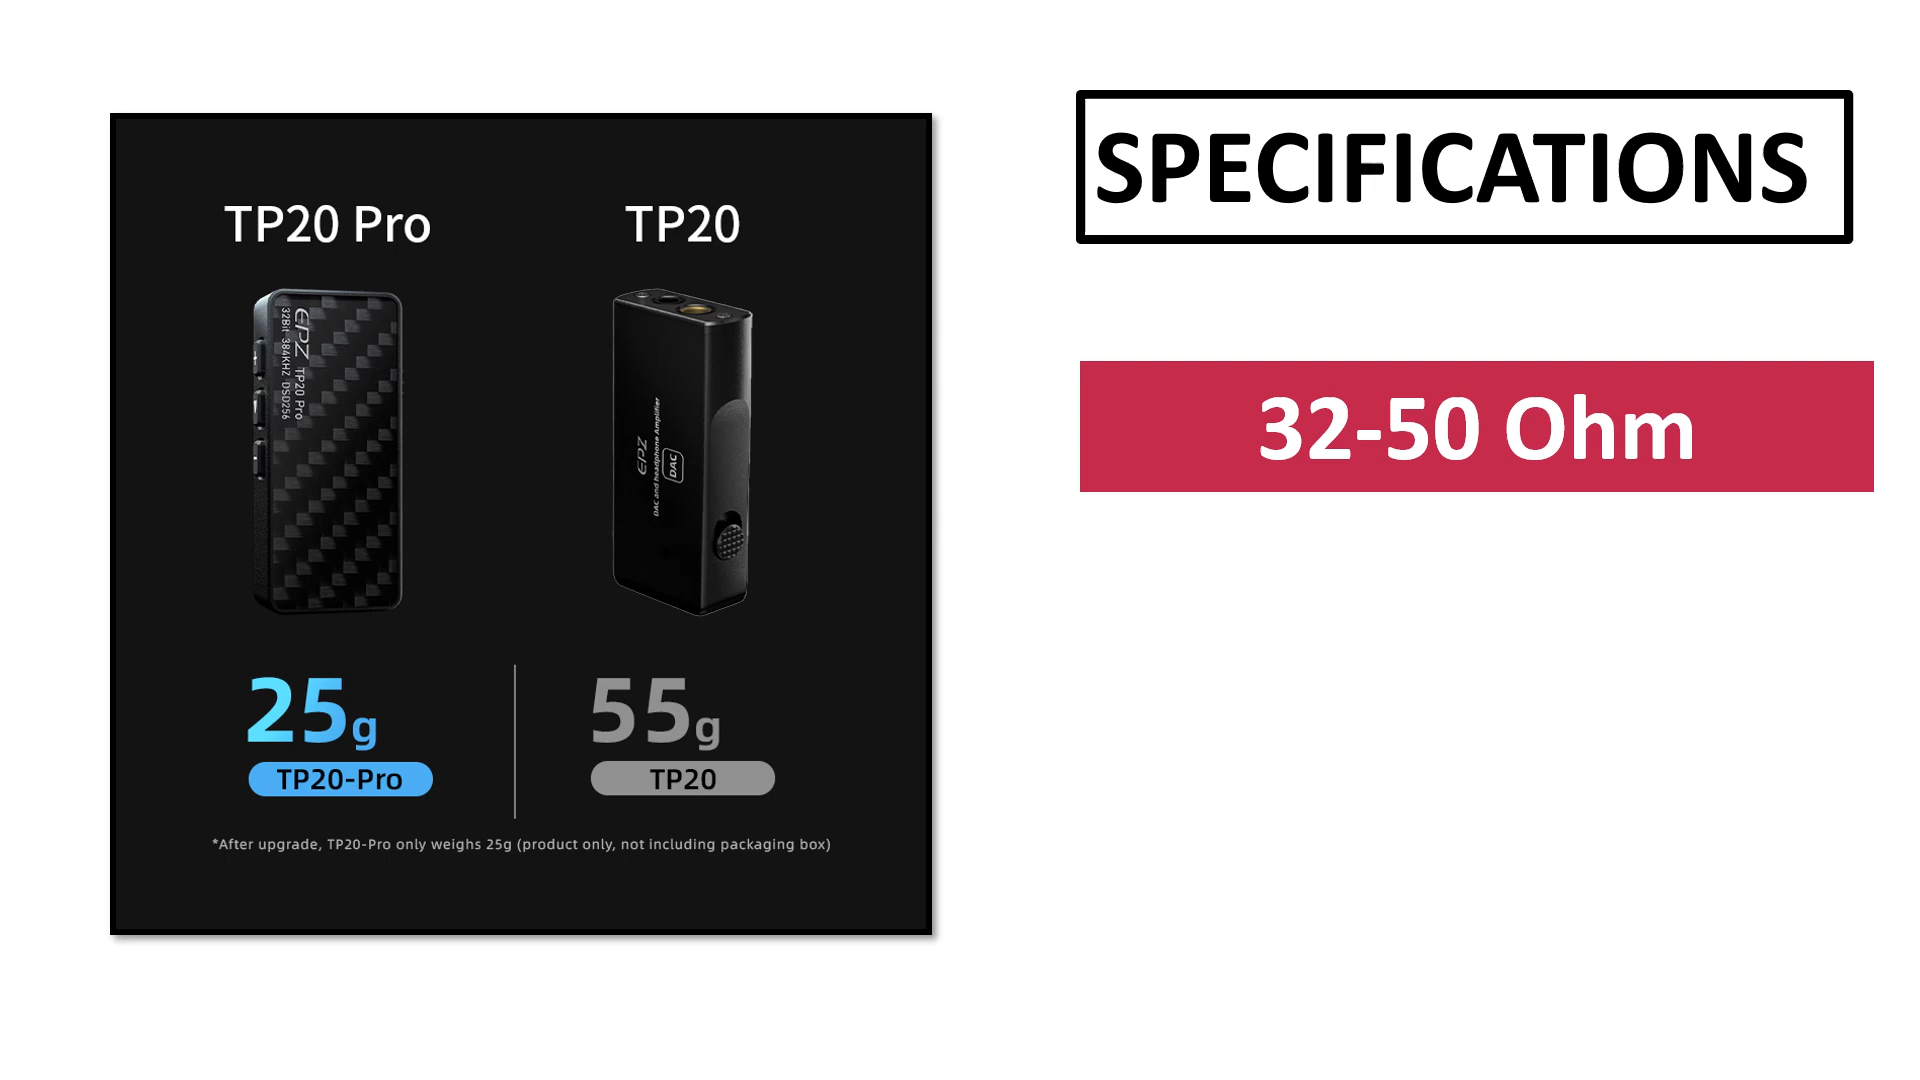 SPECIFICATIONS
32-50 Ohm
TP20 Pro
TP20
EPZ TP20 Pro
32Bit 384KHZ DSD256
EPZ
DAC and headphone Amplifier
DAC
25g
TP20-Pro
55g
TP20
*After upgrade, TP20-Pro only weighs 25g (product only, not including packaging box)